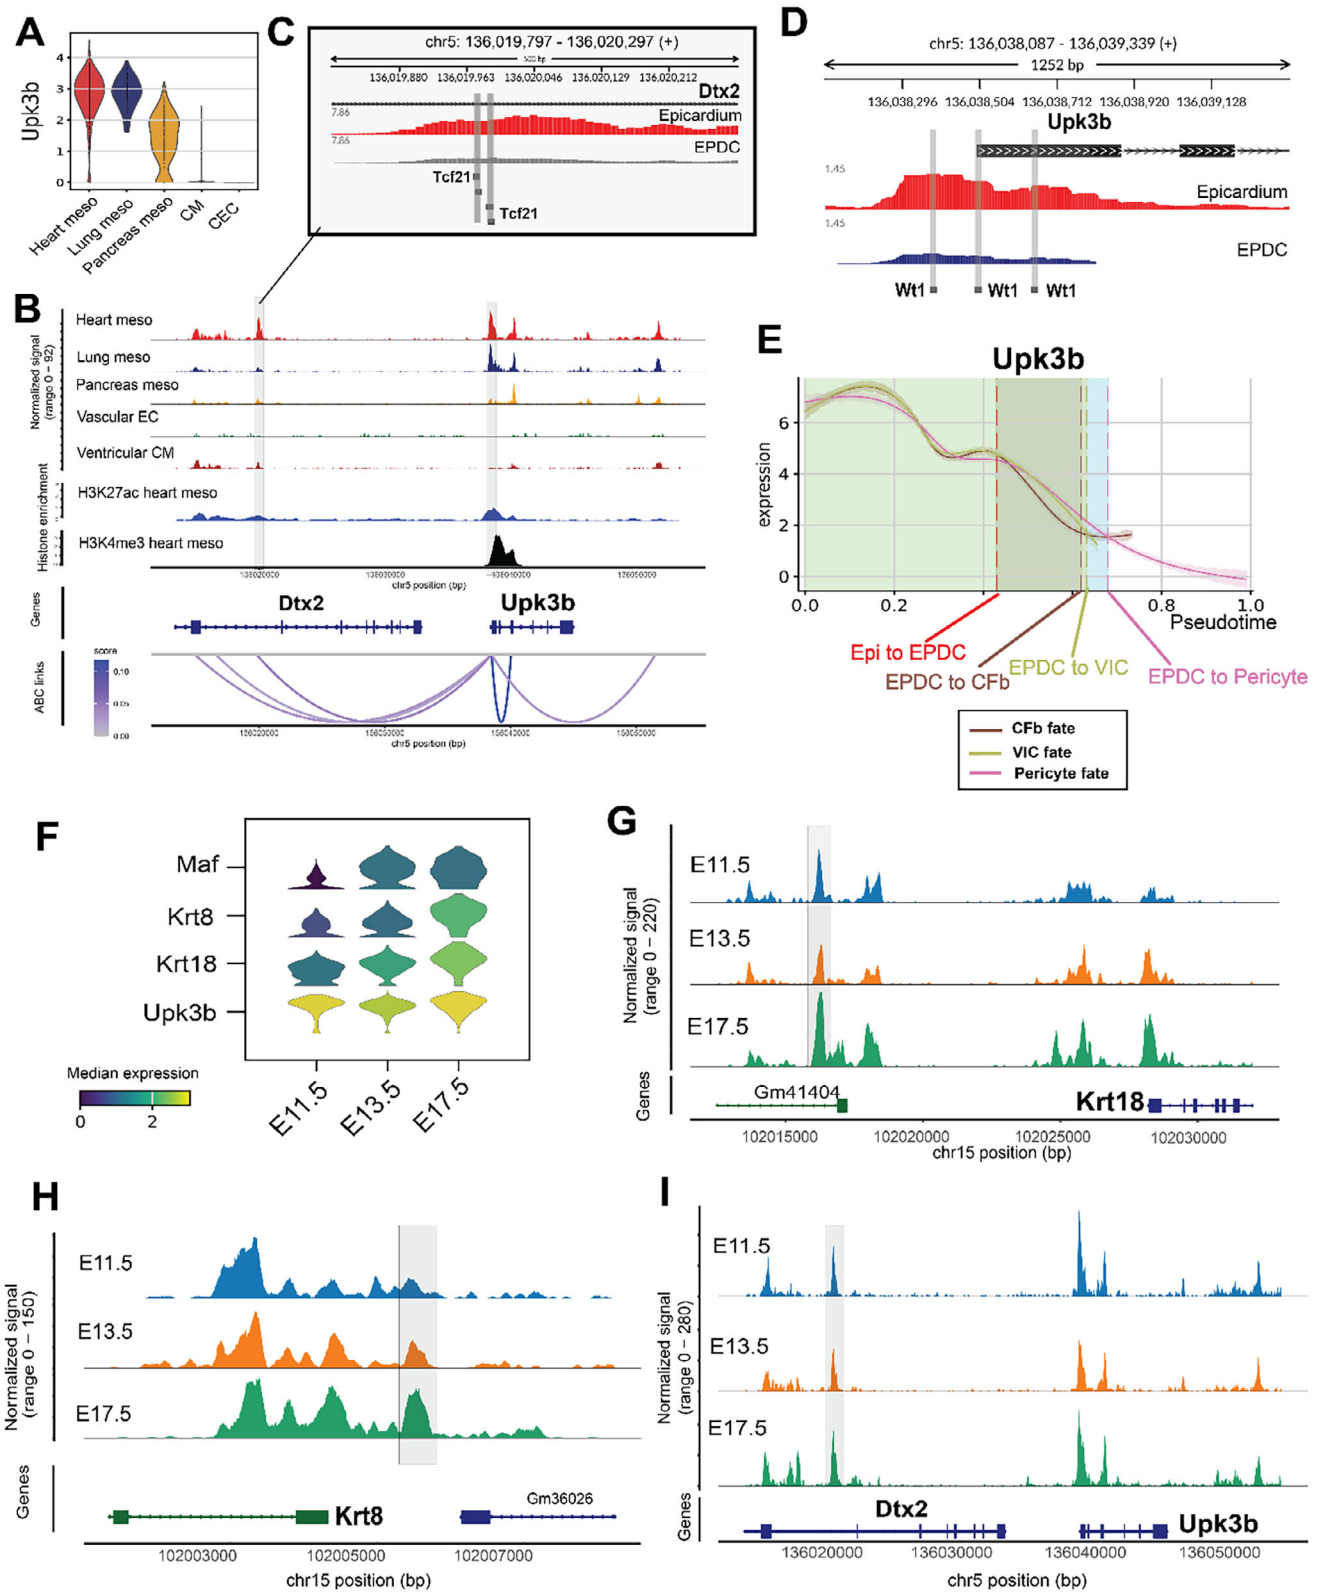 A
Upk3b
4
3
2
1
0
Heart meso
Lung meso
Pancreas meso
CM
CEC
C
chr5: 136,019,797 - 136,020,297 (+)
500 bp
136,019,880 136,019,963 136,020,046 136,020,129 136,020,212
Dtx2
7.86
Epicardium
7.86
EPDC
Tcf21
Tcf21
D
chr5: 136,038,087 - 136,039,339 (+)
1252 bp
136,038,296 136,038,504 136,038,712 136,038,920 136,039,128
Upk3b
1.45
Epicardium
1.45
EPDC
Wt1 Wt1 Wt1
B
Normalized signal
(rango 0 – 92)
Heart meso
Lung meso
Pancreas meso
Vascular EC
Ventricular CM
Histone enrichment
H3K27ac heart meso
H3K4me3 heart meso
chr5 position (bp)
Genes
Dtx2
Upk3b
ABC links
score
0.10
0.05
0.00
chr5 position (bp)
E
Upk3b
expression
6
4
2
0
0.0 0.2 0.8 1.0
Pseudotime
Epi to EPDC
EPDC to CFb
EPDC to VIC
EPDC to Pericyte
CFb fate
VIC fate
Pericyte fate
F
Maf
Krt8
Krt18
Upk3b
E11.5
E13.5
E17.5
Median expression
0 2
G
Normalized signal
(range 0 – 220)
E11.5
E13.5
E17.5
Genes
Gm41404
Krt18
102015000 102020000 102025000 102030000
chr15 position (bp)
H
Normalized signal
(range 0 – 150)
E11.5
E13.5
E17.5
Genes
Krt8
Gm36026
102003000 102005000 102007000
chr15 position (bp)
I
Normalized signal
(range 0 – 280)
E11.5
E13.5
E17.5
Genes
Dtx2
Upk3b
136020000 136030000 136040000 136050000
chr5 position (bp)